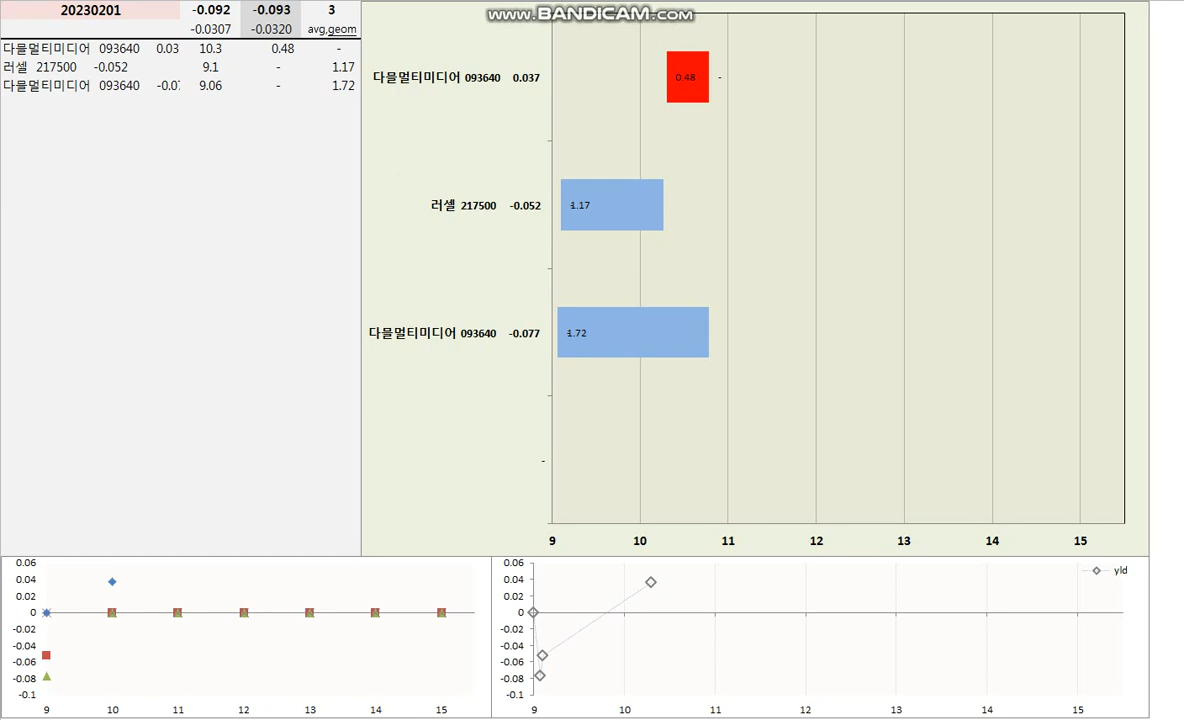 www.BANDICAM.com
20230201 -0.092 -0.093 3
-0.0307 -0.0320 avg,geom
다믈멀티미디어 093640 0.03 10.3 0.48 -
러셀 217500 -0.052 9.1 - 1.17
다믈멀티미디어 093640 -0.07 9.06 - 1.72
다믈멀티미디어 093640 0.037 0.48 -
러셀 217500 -0.052 1.17
다믈멀티미디어 093640 -0.077 1.72
-
9 10 11 12 13 14 15
0.06
0.04
0.02
0
-0.02
-0.04
-0.06
-0.08
-0.1
9 10 11 12 13 14 15
yld
0.06
0.04
0.02
0
-0.02
-0.04
-0.06
-0.08
-0.1
9 10 11 12 13 14 15